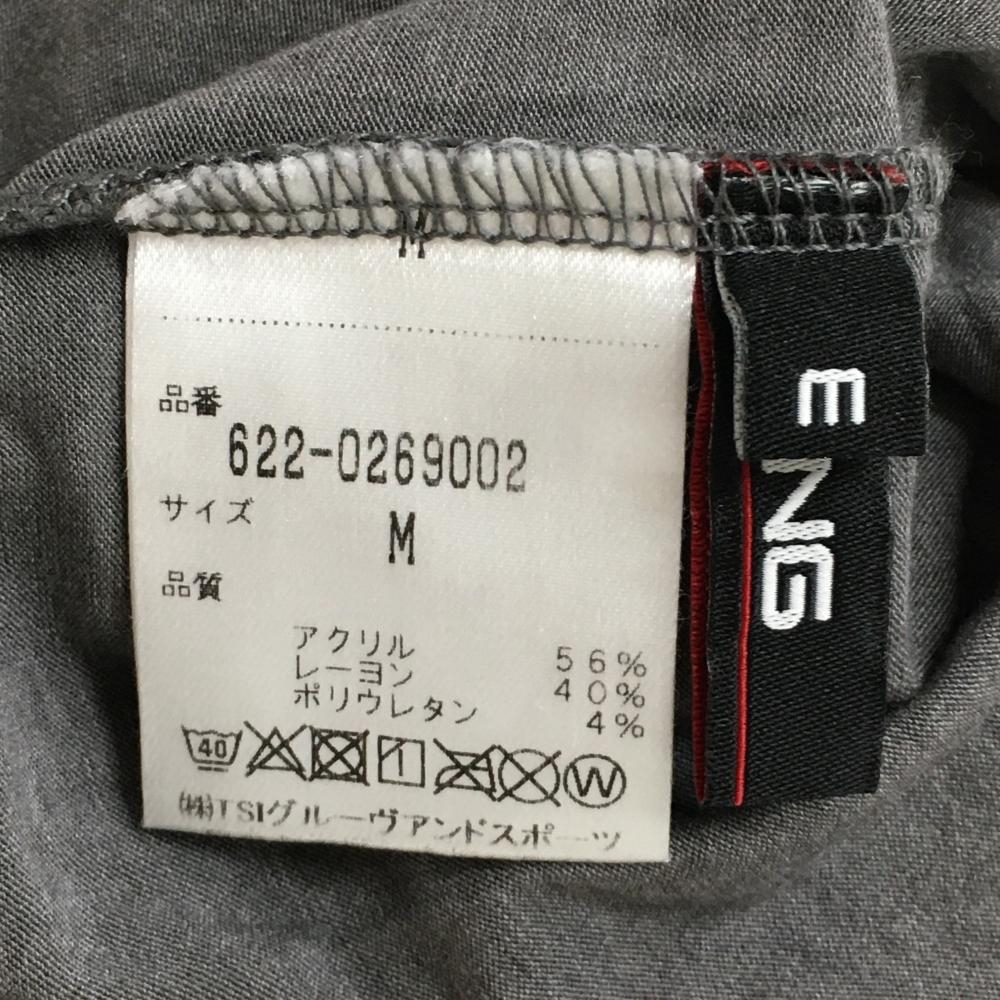 M
品番
622-0269002
サイズ
M
品質
アクリル 56%
レーヨン 40%
ポリウレタン 4%
40
W
(株)TSIグルーヴアンドスポーツ
E
NG